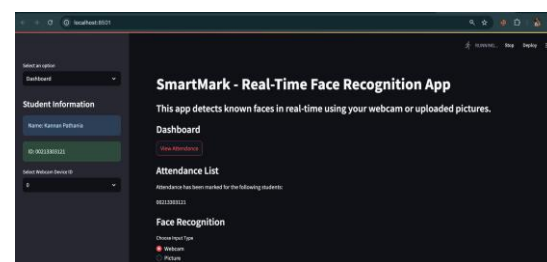 localhost:8501
RUNNING...
Stop
Deploy
Select an option
Dashboard
Student Information
Name: Kannan Pathania
ID: 00213303121
Select Webcam Device ID
0
SmartMark - Real-Time Face Recognition App
This app detects known faces in real-time using your webcam or uploaded pictures.
Dashboard
View Attendance
Attendance List
Attendance has been marked for the following students:
00213303121
Face Recognition
Choose Input Type
Webcam
Picture